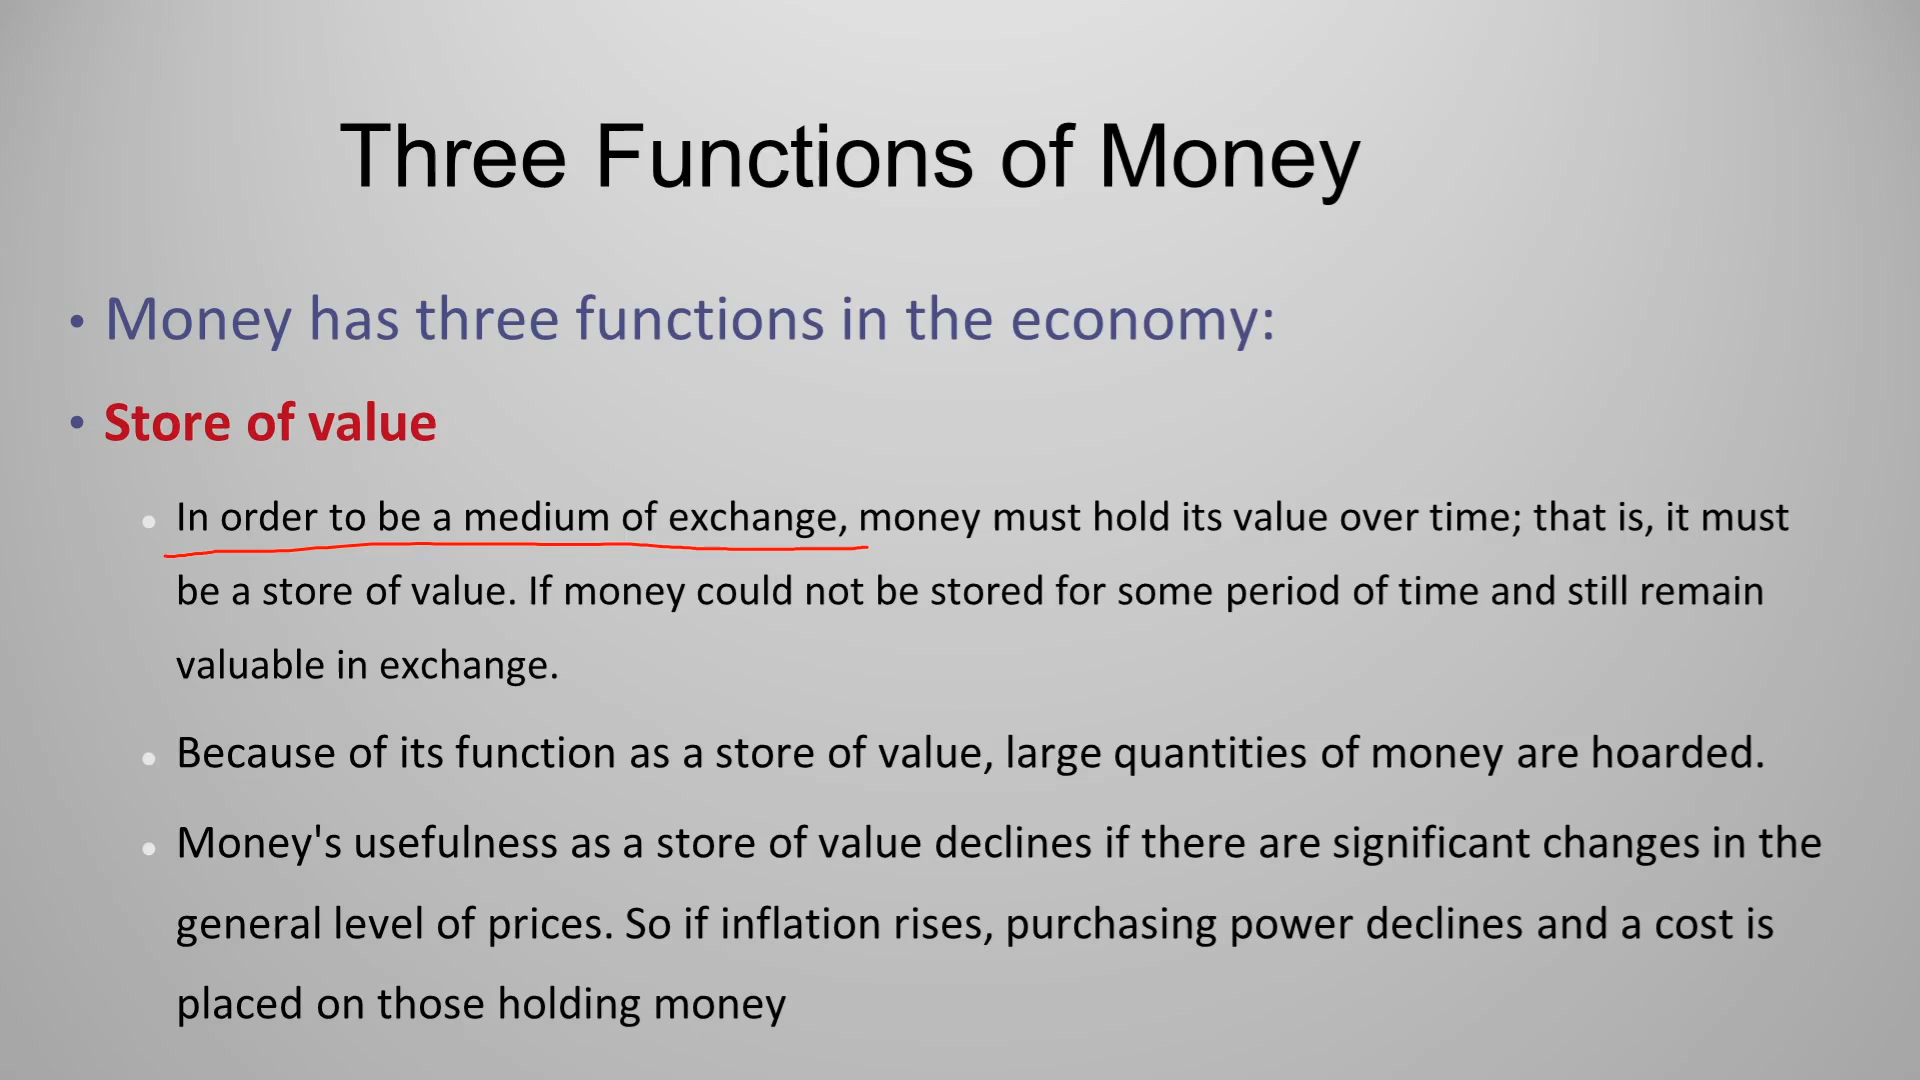 Three Functions of Money
• Money has three functions in the economy:
• Store of value
• In order to be a medium of exchange, money must hold its value over time; that is, it must
be a store of value. If money could not be stored for some period of time and still remain
valuable in exchange.
• Because of its function as a store of value, large quantities of money are hoarded.
• Money's usefulness as a store of value declines if there are significant changes in the
general level of prices. So if inflation rises, purchasing power declines and a cost is
placed on those holding money